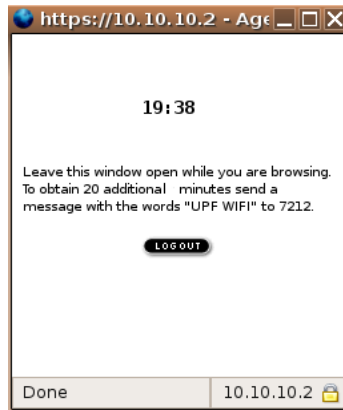 https://10.10.10.2 - Age
19:38
Leave this window open while you are browsing.
To obtain 20 additional minutes send a
message with the words "UPF WIFI" to 7212.
LOGOUT
Done
10.10.10.2